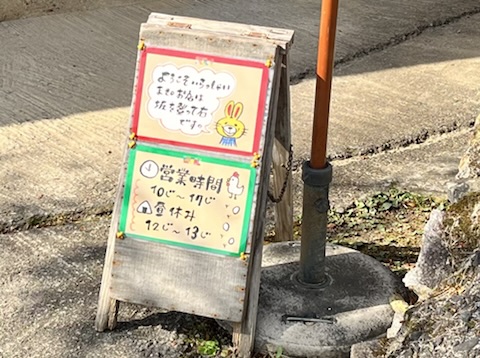 ようこそいらっしゃい
ませお店は
坂を登って右
です
営業時間
10じ〜17じ
昼休み
12じ〜13じ